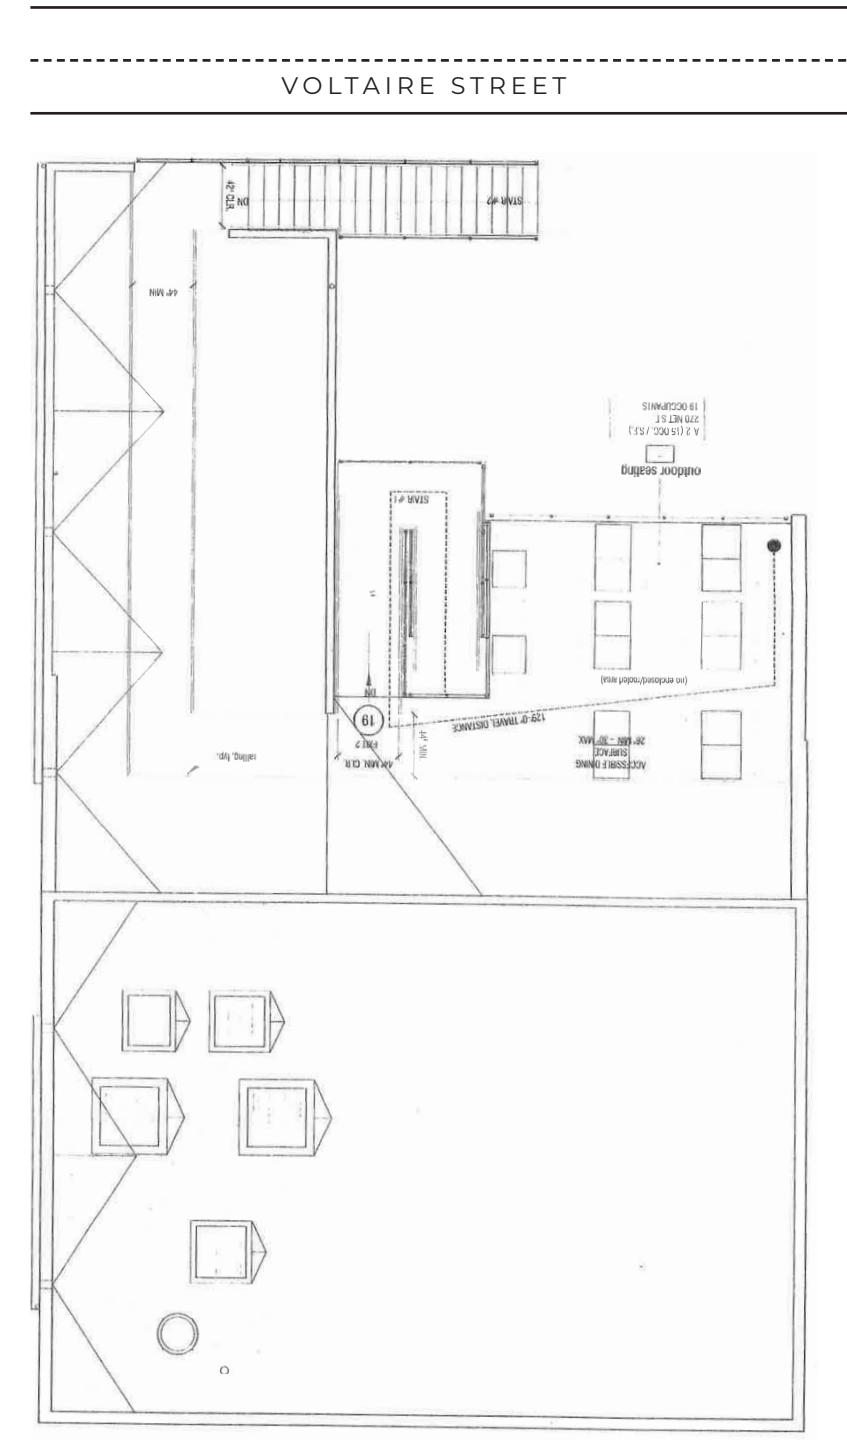 VOLTAIRE STREET
42" CLR.
DN
STAIR #2
44" MIN
outdoor seating
A 2 (15 OCC. / S.F.)
270 NET S.F.
19 OCCUPANTS
STAIR #1
(no enclosed/roofed area)
DN
19
EXIT 2
44" MIN. CLR.
44" MIN
129'-0" TRAVEL DISTANCE
railing, typ.
ACCESSIBLE DINING
SURFACE
26" MIN - 30" MAX